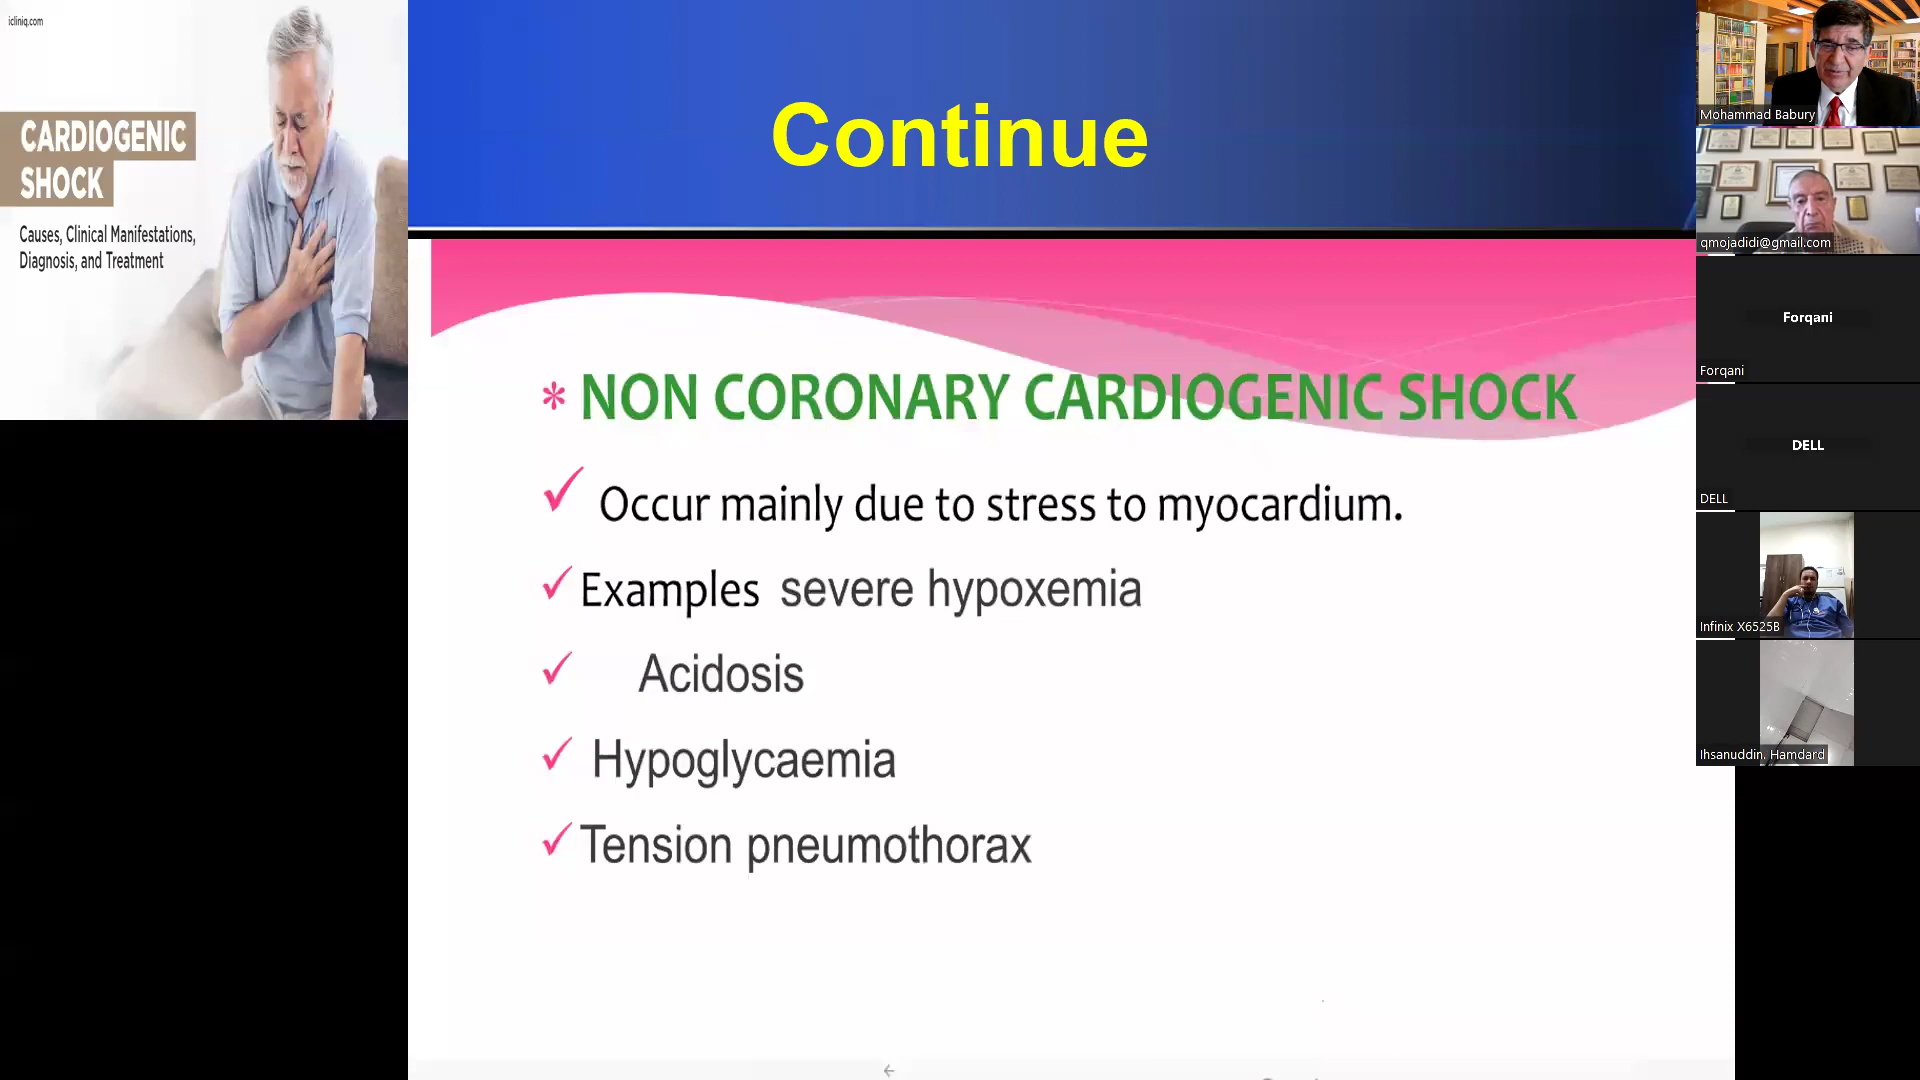 icliniq.com
CARDIOGENIC
SHOCK
Causes, Clinical Manifestations,
Diagnosis, and Treatment
Continue
* NON CORONARY CARDIOGENIC SHOCK
✓ Occur mainly due to stress to myocardium.
✓ Examples severe hypoxemia
✓ Acidosis
✓ Hypoglycaemia
✓ Tension pneumothorax
Mohammad Babury
qmojadidi@gmail.com
Forqani
Forqani
DELL
DELL
Infinix X6525B
Ihsanuddin. Hamdard